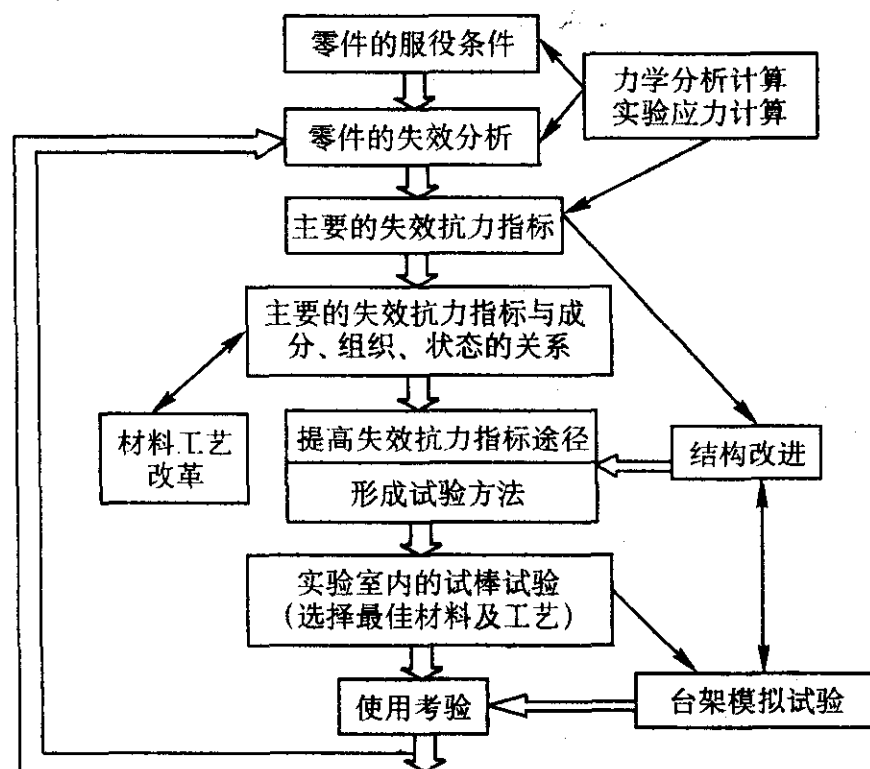 零件的服役条件
力学分析计算
实验应力计算
零件的失效分析
主要的失效抗力指标
主要的失效抗力指标与成
分、组织、状态的关系
材料工艺
改革
提高失效抗力指标途径
结构改进
形成试验方法
实验室内的试棒试验
(选择最佳材料及工艺)
使用考验
台架模拟试验